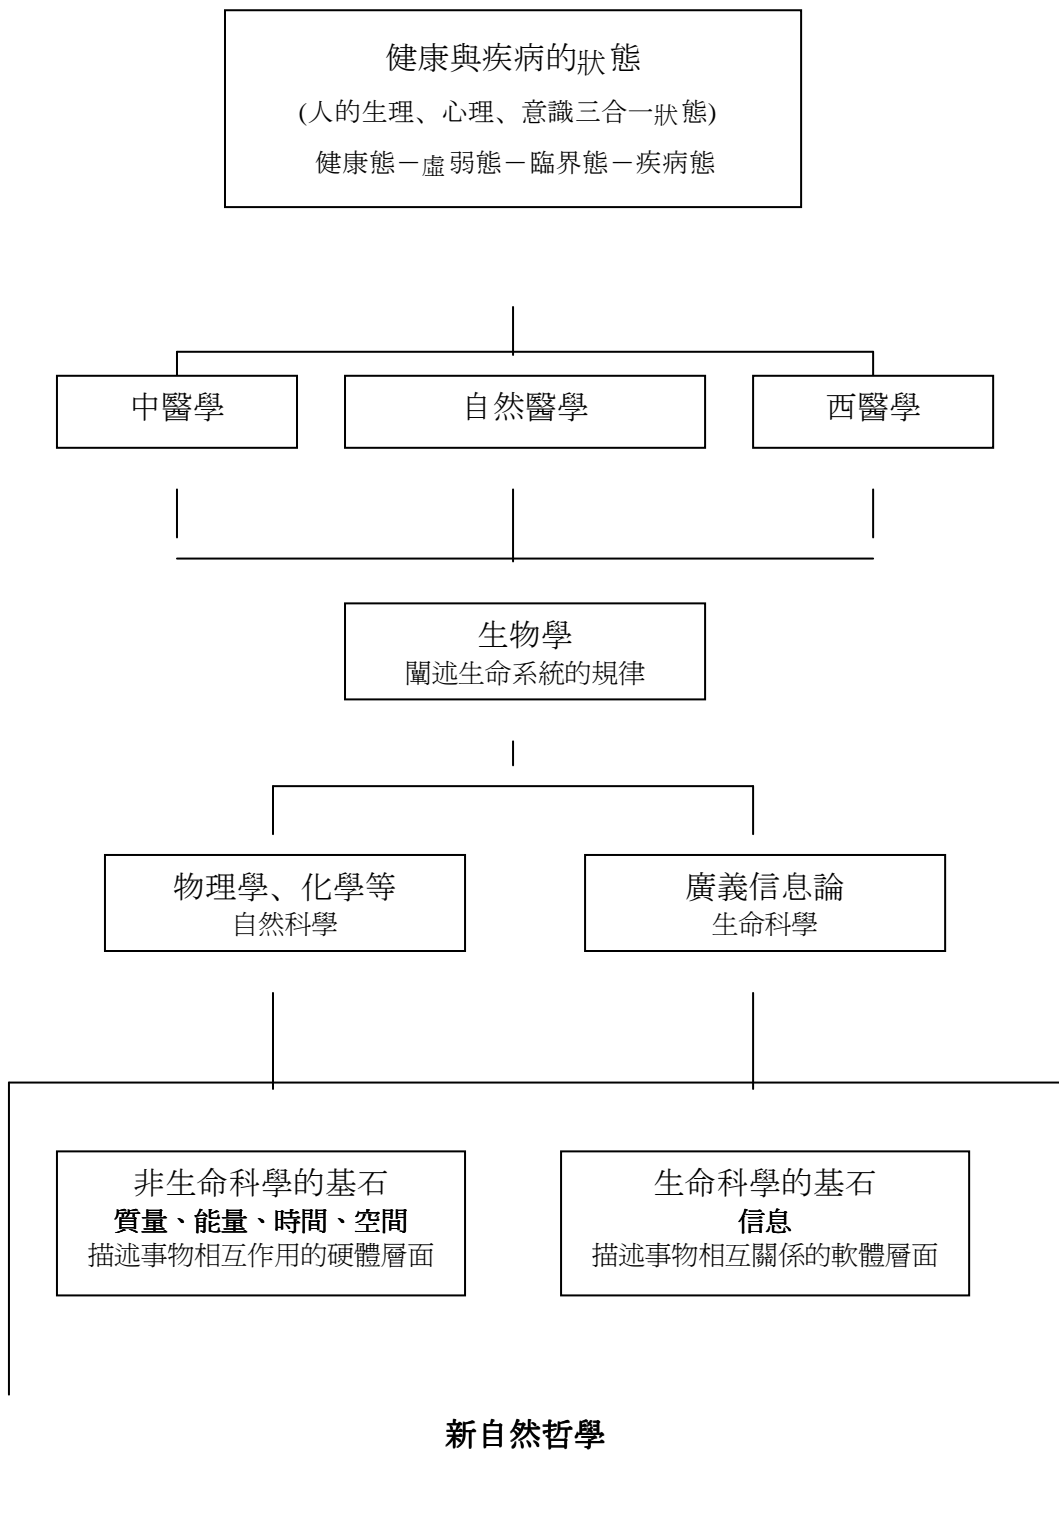 健康與疾病的狀態
(人的生理、心理、意識三合一狀態)
健康態－虛弱態－臨界態－疾病態
中醫學
自然醫學
西醫學
生物學
闡述生命系統的規律
物理學、化學等
自然科學
廣義信息論
生命科學
非生命科學的基石
質量、能量、時間、空間
描述事物相互作用的硬體層面
生命科學的基石
信息
描述事物相互關係的軟體層面
新自然哲學